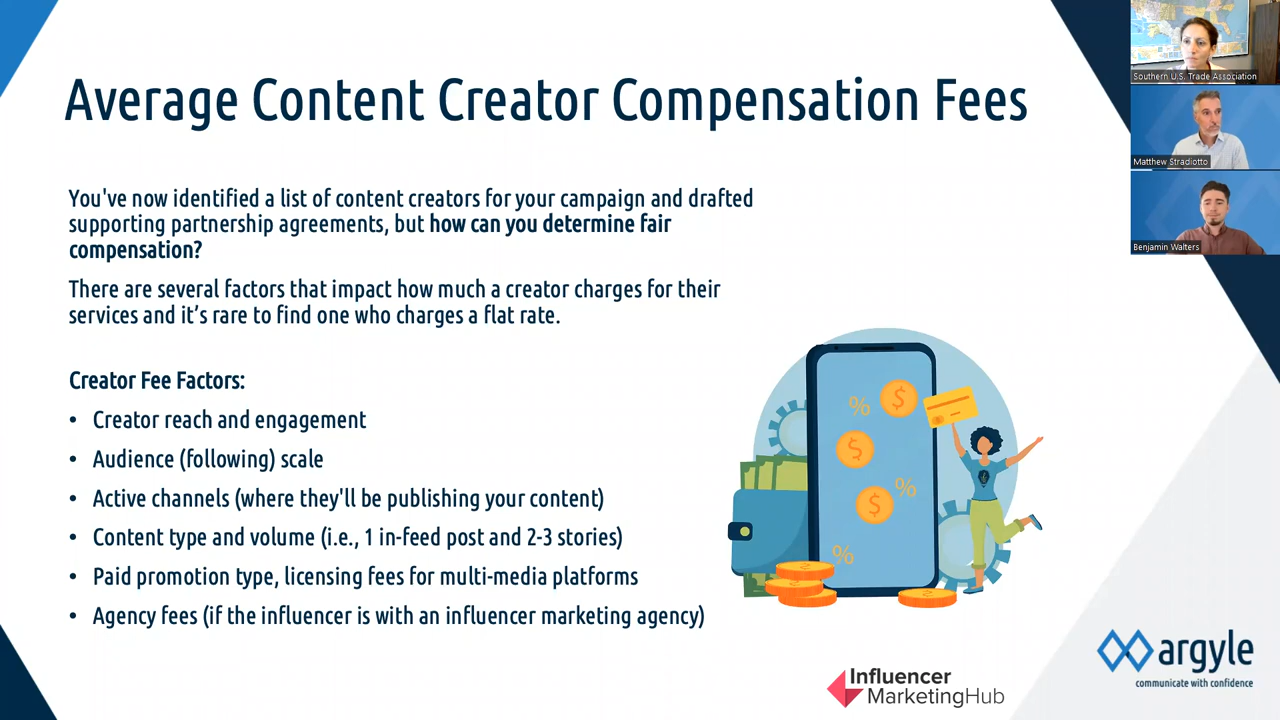 Average Content Creator Compensation Fees
You've now identified a list of content creators for your campaign and drafted
supporting partnership agreements, but how can you determine fair
compensation?
There are several factors that impact how much a creator charges for their
services and it’s rare to find one who charges a flat rate.
Creator Fee Factors:
• Creator reach and engagement
• Audience (following) scale
• Active channels (where they'll be publishing your content)
• Content type and volume (i.e., 1 in-feed post and 2-3 stories)
• Paid promotion type, licensing fees for multi-media platforms
• Agency fees (if the influencer is with an influencer marketing agency)
$
%
$
%
$
%
Influencer
MarketingHub
argyle
communicate with confidence
Southern U.S. Trade Association
Matthew Stradiotto
Benjamin Walters